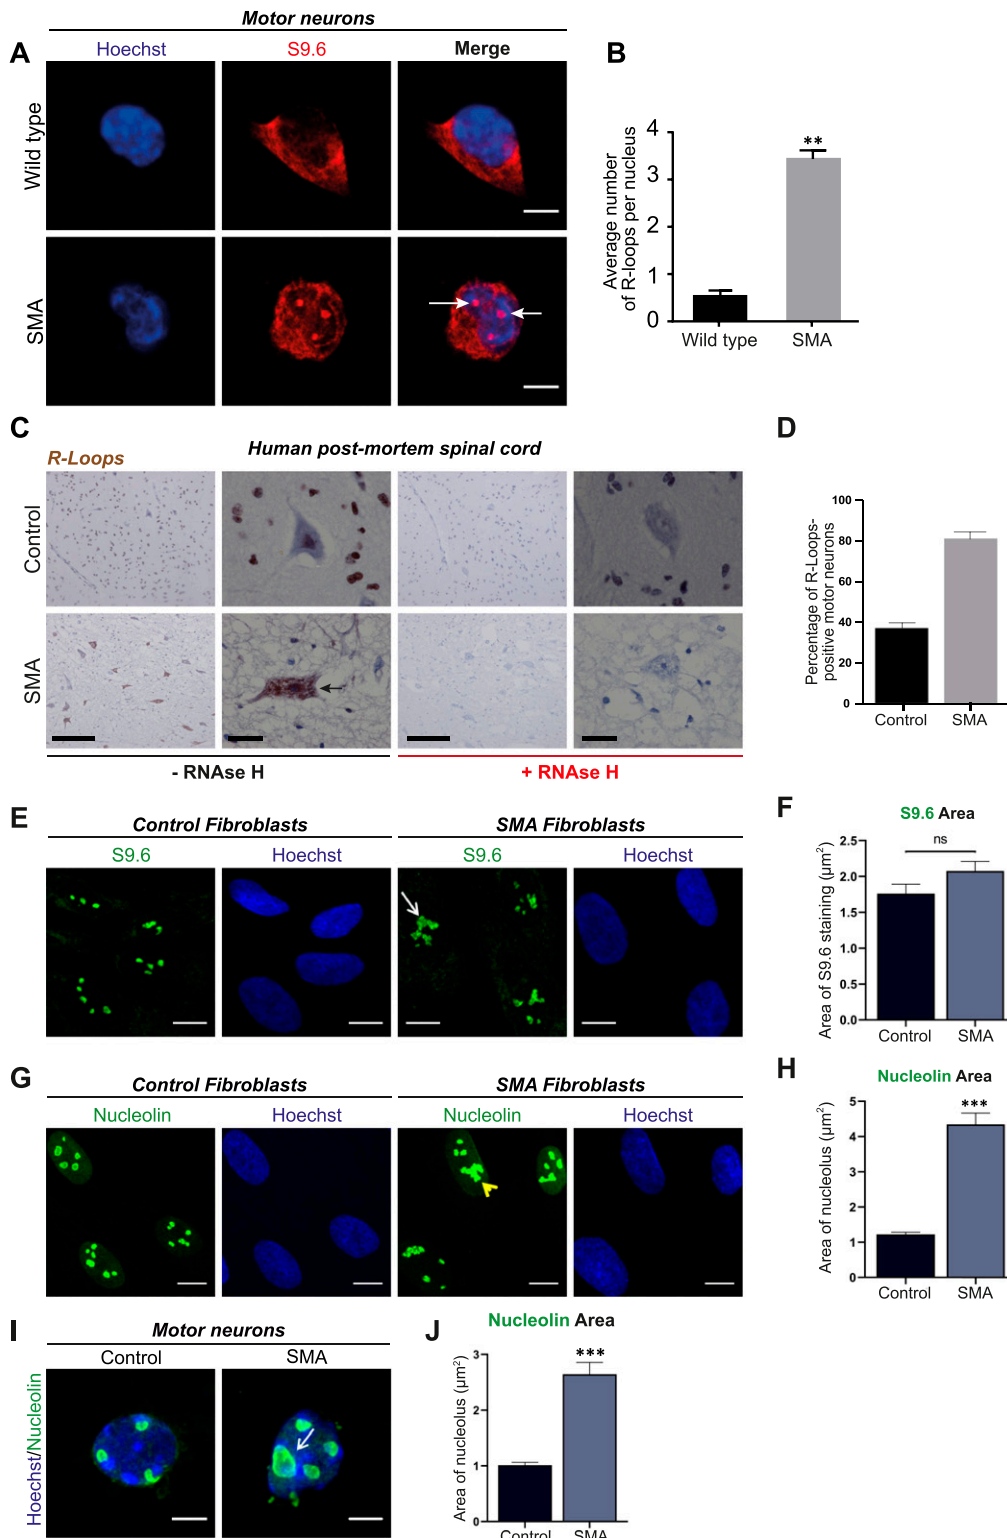 Motor neurons
A
Hoechst
S9.6
Merge
Wild type
SMA
B
Average number
of R-loops per nucleus
4
3
2
1
0
**
Wild type
SMA
C
R-Loops
Human post-mortem spinal cord
Control
SMA
- RNAse H
+ RNAse H
D
Percentage of R-Loops-
positive motor neurons
100
80
60
40
20
0
Control
SMA
E
Control Fibroblasts
SMA Fibroblasts
S9.6
Hoechst
S9.6
Hoechst
F
S9.6 Area
Area of S9.6 staining (µm²)
2.5
2.0
1.5
1.0
0.5
0.0
ns
Control
SMA
G
Control Fibroblasts
SMA Fibroblasts
Nucleolin
Hoechst
Nucleolin
Hoechst
H
Nucleolin Area
Area of nucleolus (µm²)
5
4
3
2
1
0
***
Control
SMA
I
Motor neurons
Control
SMA
Hoechst/Nucleolin
J
Nucleolin Area
Area of nucleolus (µm²)
3
2
1
0
***
Control
SMA